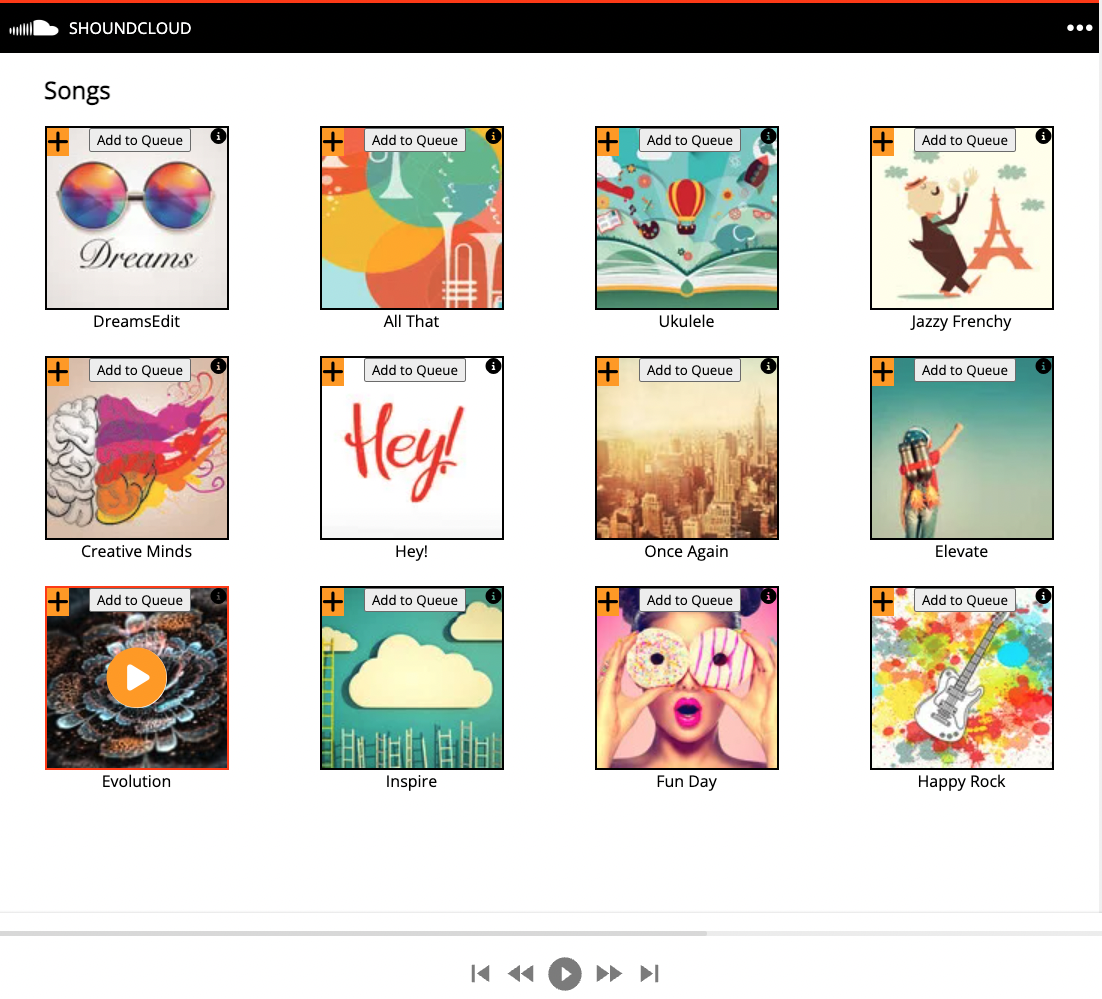 SHOUNDCLOUD
Songs
Add to Queue
Add to Queue
Add to Queue
Add to Queue
Dreams
DreamsEdit
All That
Ukulele
Jazzy Frenchy
Add to Queue
Add to Queue
Add to Queue
Add to Queue
Hey!
Creative Minds
Hey!
Once Again
Elevate
Add to Queue
Add to Queue
Add to Queue
Add to Queue
Evolution
Inspire
Fun Day
Happy Rock